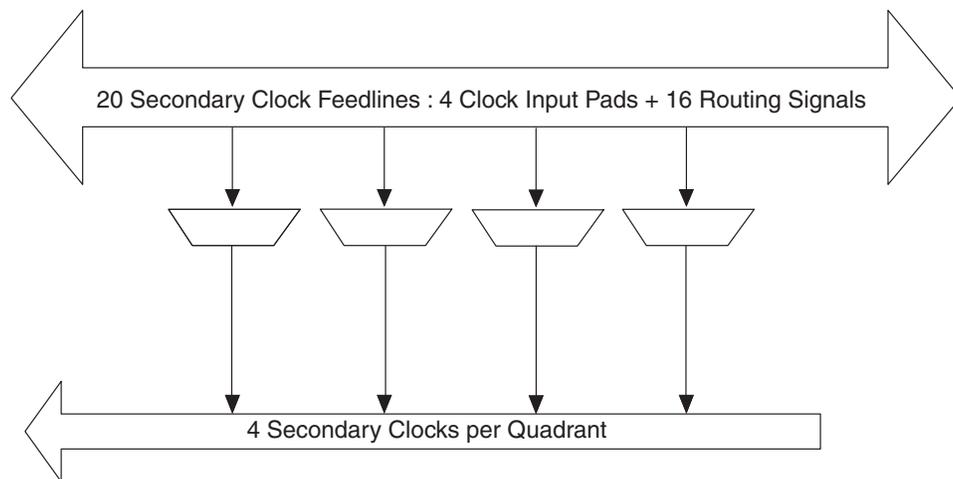 20 Secondary Clock Feedlines : 4 Clock Input Pads + 16 Routing Signals
4 Secondary Clocks per Quadrant